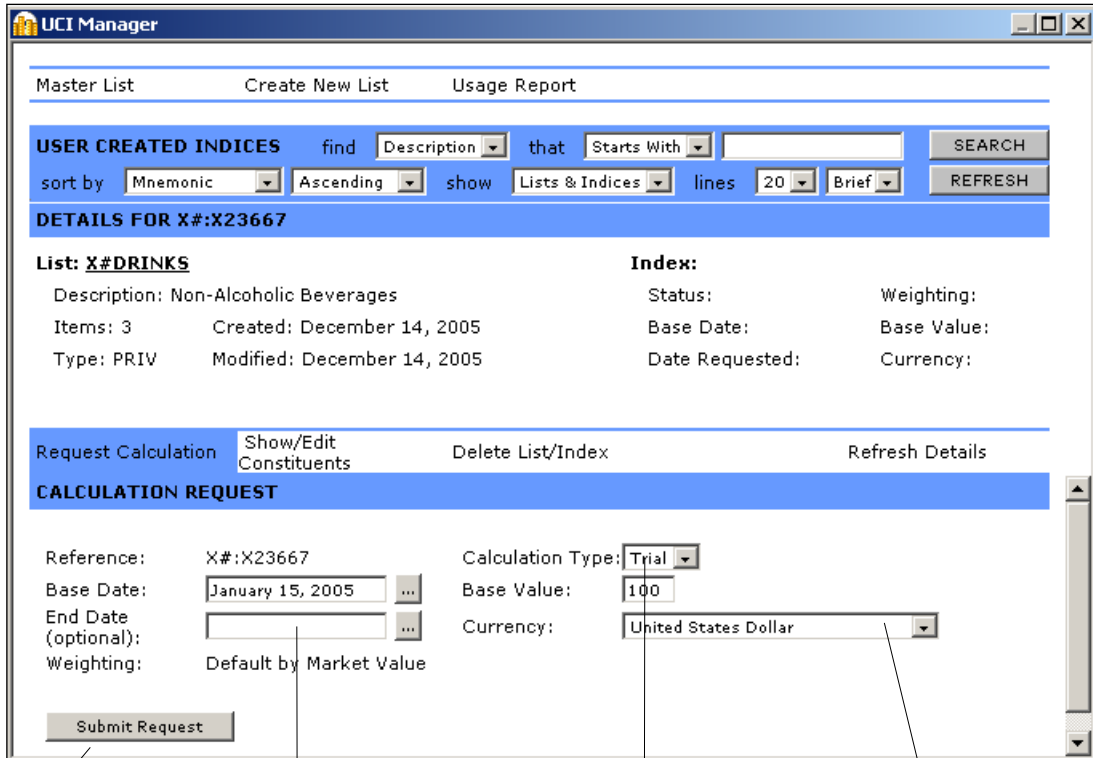 UCI Manager
Master List Create New List Usage Report
USER CREATED INDICES find Description that Starts With SEARCH
sort by Mnemonic Ascending show Lists & Indices lines 20 Brief REFRESH
DETAILS FOR X#:X23667
List: X#DRINKS Index:
Description: Non-Alcoholic Beverages Status: Weighting:
Items: 3 Created: December 14, 2005 Base Date: Base Value:
Type: PRIV Modified: December 14, 2005 Date Requested: Currency:
Request Calculation Show/Edit Constituents Delete List/Index Refresh Details
CALCULATION REQUEST
Reference: X#:X23667 Calculation Type: Trial
Base Date: January 15, 2005 ... Base Value: 100
End Date (optional): ... Currency: United States Dollar
Weighting: Default by Market Value
Submit Request